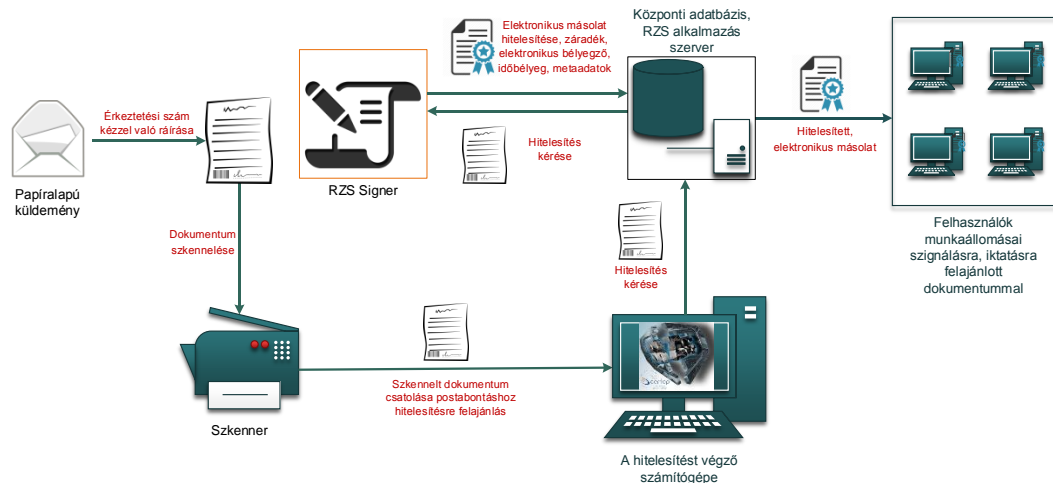 Központi adatbázis,
RZS alkalmazás
szerver
Elektronikus másolat
hitelesítése, záradék,
elektronikus bélyegző,
időbélyeg, metaadatok
Érkeztetési szám
kézzel való ráírása
Papíralapú
küldemény
RZS Signer
Hitelesítés
kérése
Hitelesített,
elektronikus másolat
Felhasználók
munkaállomásai
szignálásra, iktatásra
felajánlott
dokumentummal
Dokumentum
szkennelése
Hitelesítés
kérése
Szkennelt dokumentum
csatolása postabontáshoz
hitelesítésre felajánlás
Szkenner
A hitelesítést végző
számítógépe